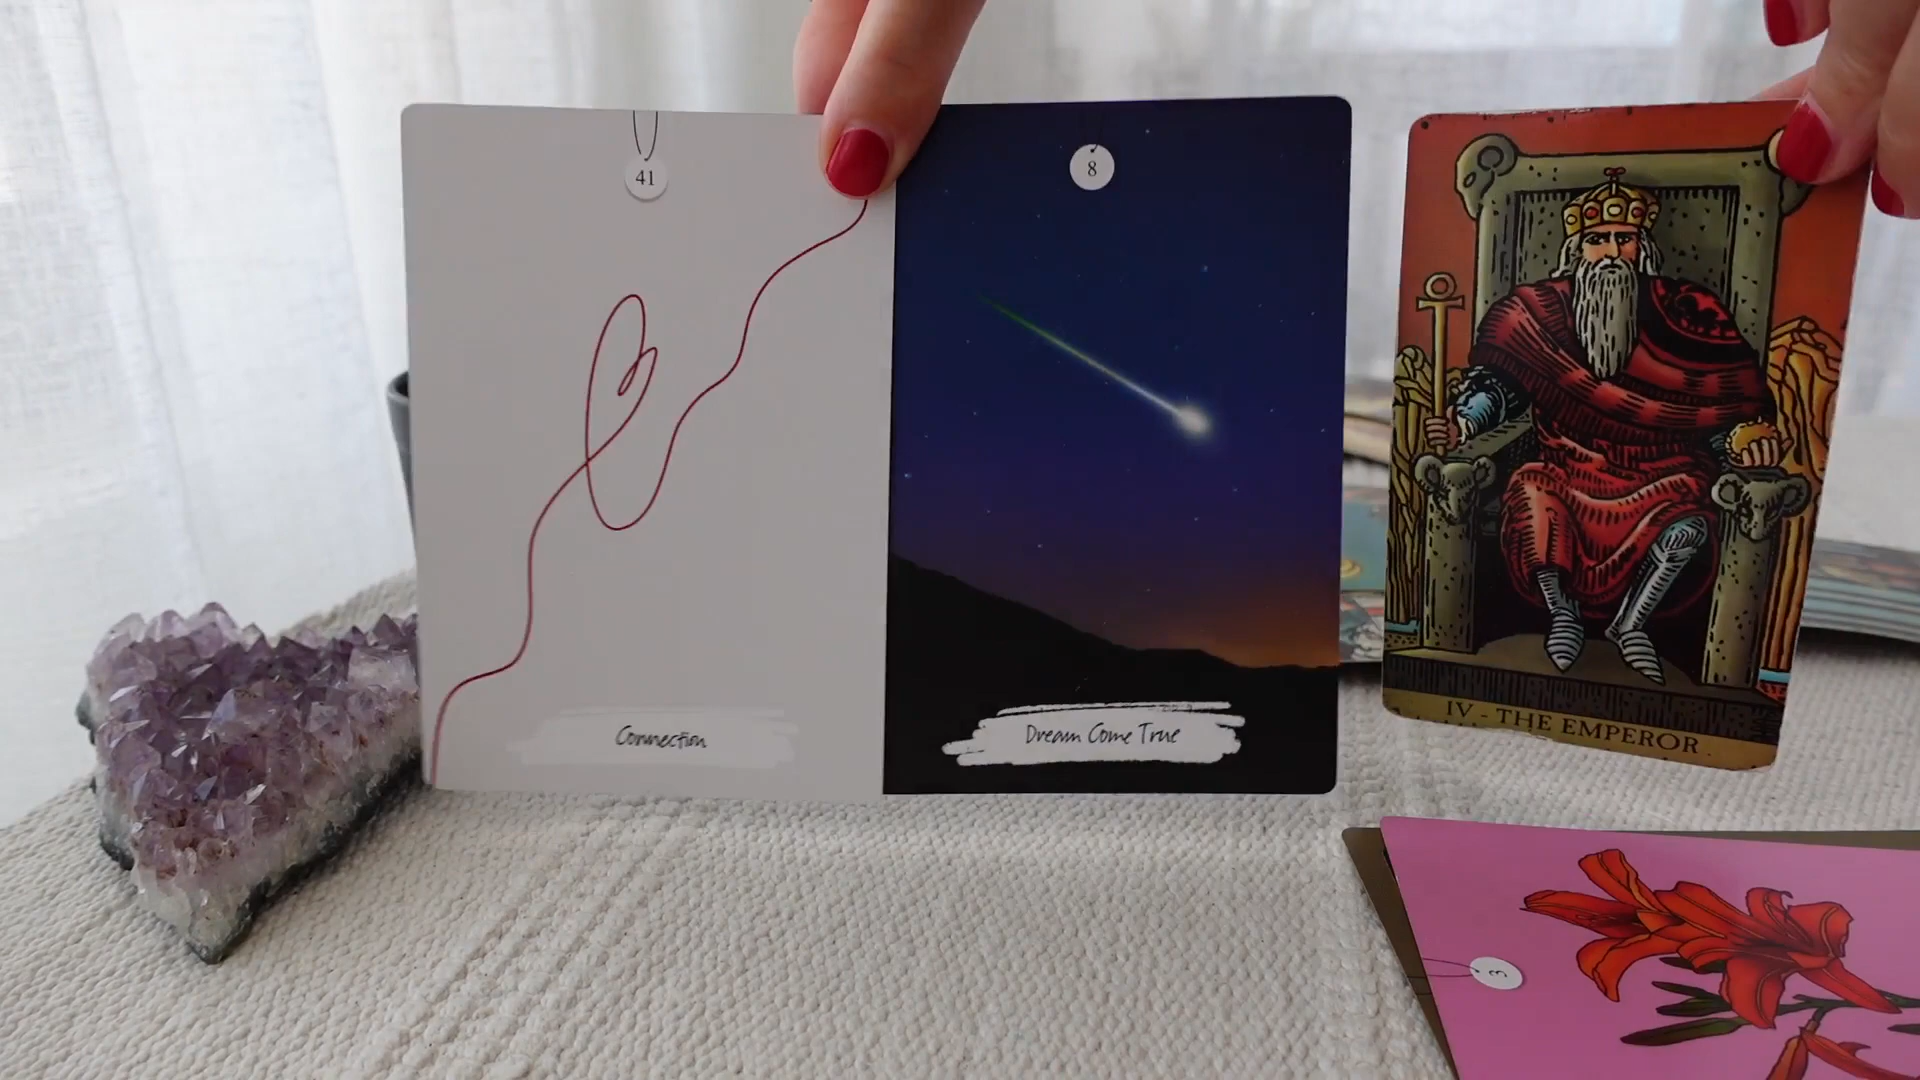 41
Connection
8
Dream Come True
IV - THE EMPEROR
3